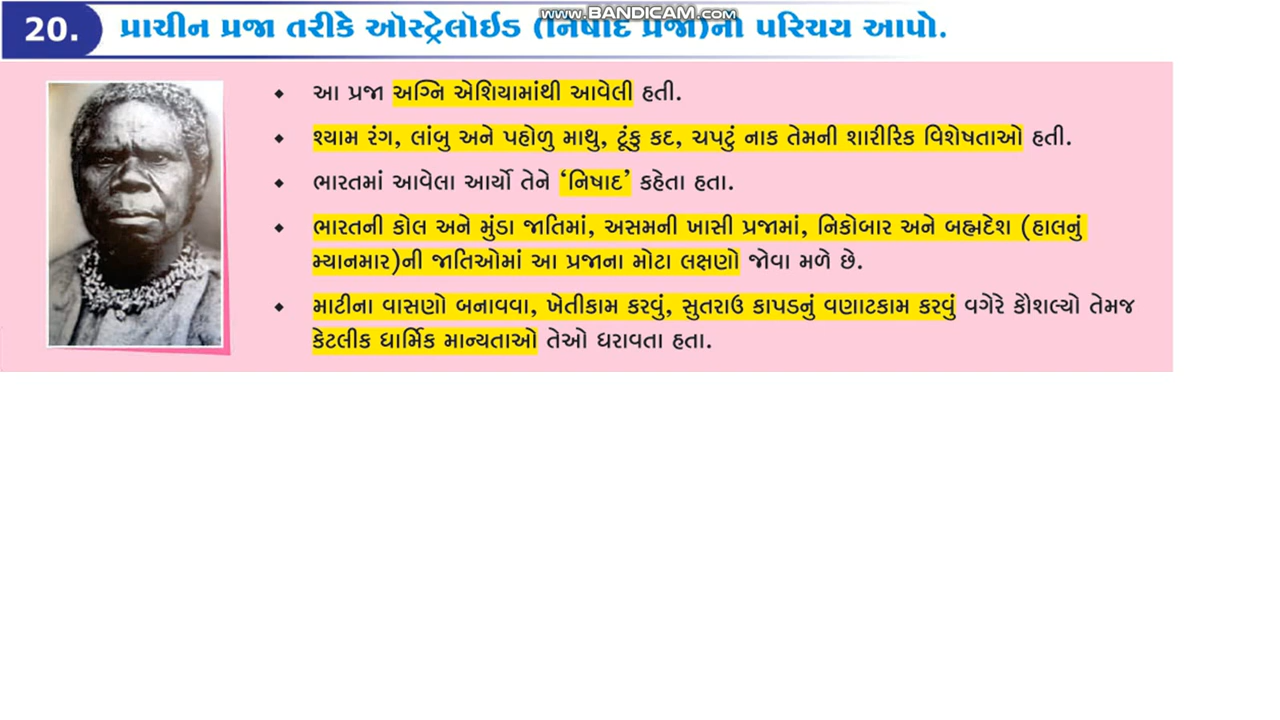 www.BANDICAM.com
20. પ્રાચીન પ્રજા તરીકે ઑસ્ટ્રેલૉઇડ (નિષાદ પ્રજા)નો પરિચય આપો.
◆ આ પ્રજા અગ્નિ એશિયામાંથી આવેલી હતી.
◆ શ્યામ રંગ, લાંબુ અને પહોળુ માથુ, ટૂંકુ કદ, ચપટું નાક તેમની શારીરિક વિશેષતાઓ હતી.
◆ ભારતમાં આવેલા આર્યો તેને ‘નિષાદ’ કહેતા હતા.
◆ ભારતની કોલ અને મુંડા જાતિમાં, અસમની ખાસી પ્રજામાં, નિકોબાર અને બહ્મદેશ (હાલનું
મ્યાનમાર)ની જાતિઓમાં આ પ્રજાના મોટા લક્ષણો જોવા મળે છે.
◆ માટીના વાસણો બનાવવા, ખેતીકામ કરવું, સુતરાઉ કાપડનું વણાટકામ કરવું વગેરે કૌશલ્યો તેમજ
કેટલીક ધાર્મિક માન્યતાઓ તેઓ ધરાવતા હતા.